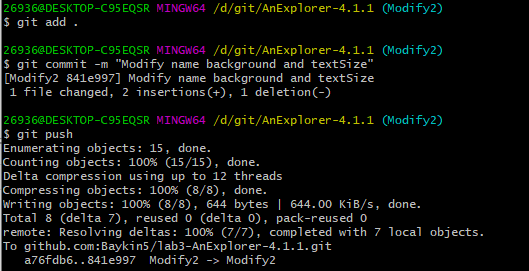 26936@DESKTOP-C95EQSR MINGW64 /d/git/AnExplorer-4.1.1 (Modify2)
$ git add .
26936@DESKTOP-C95EQSR MINGW64 /d/git/AnExplorer-4.1.1 (Modify2)
$ git commit -m "Modify name background and textSize"
[Modify2 841e997] Modify name background and textSize
 1 file changed, 2 insertions(+), 1 deletion(-)
26936@DESKTOP-C95EQSR MINGW64 /d/git/AnExplorer-4.1.1 (Modify2)
$ git push
Enumerating objects: 15, done.
Counting objects: 100% (15/15), done.
Delta compression using up to 12 threads
Compressing objects: 100% (8/8), done.
Writing objects: 100% (8/8), 644 bytes | 644.00 KiB/s, done.
Total 8 (delta 7), reused 0 (delta 0), pack-reused 0
remote: Resolving deltas: 100% (7/7), completed with 7 local objects.
To github.com:Baykin5/lab3-AnExplorer-4.1.1.git
   a76fdb6..841e997  Modify2 -> Modify2